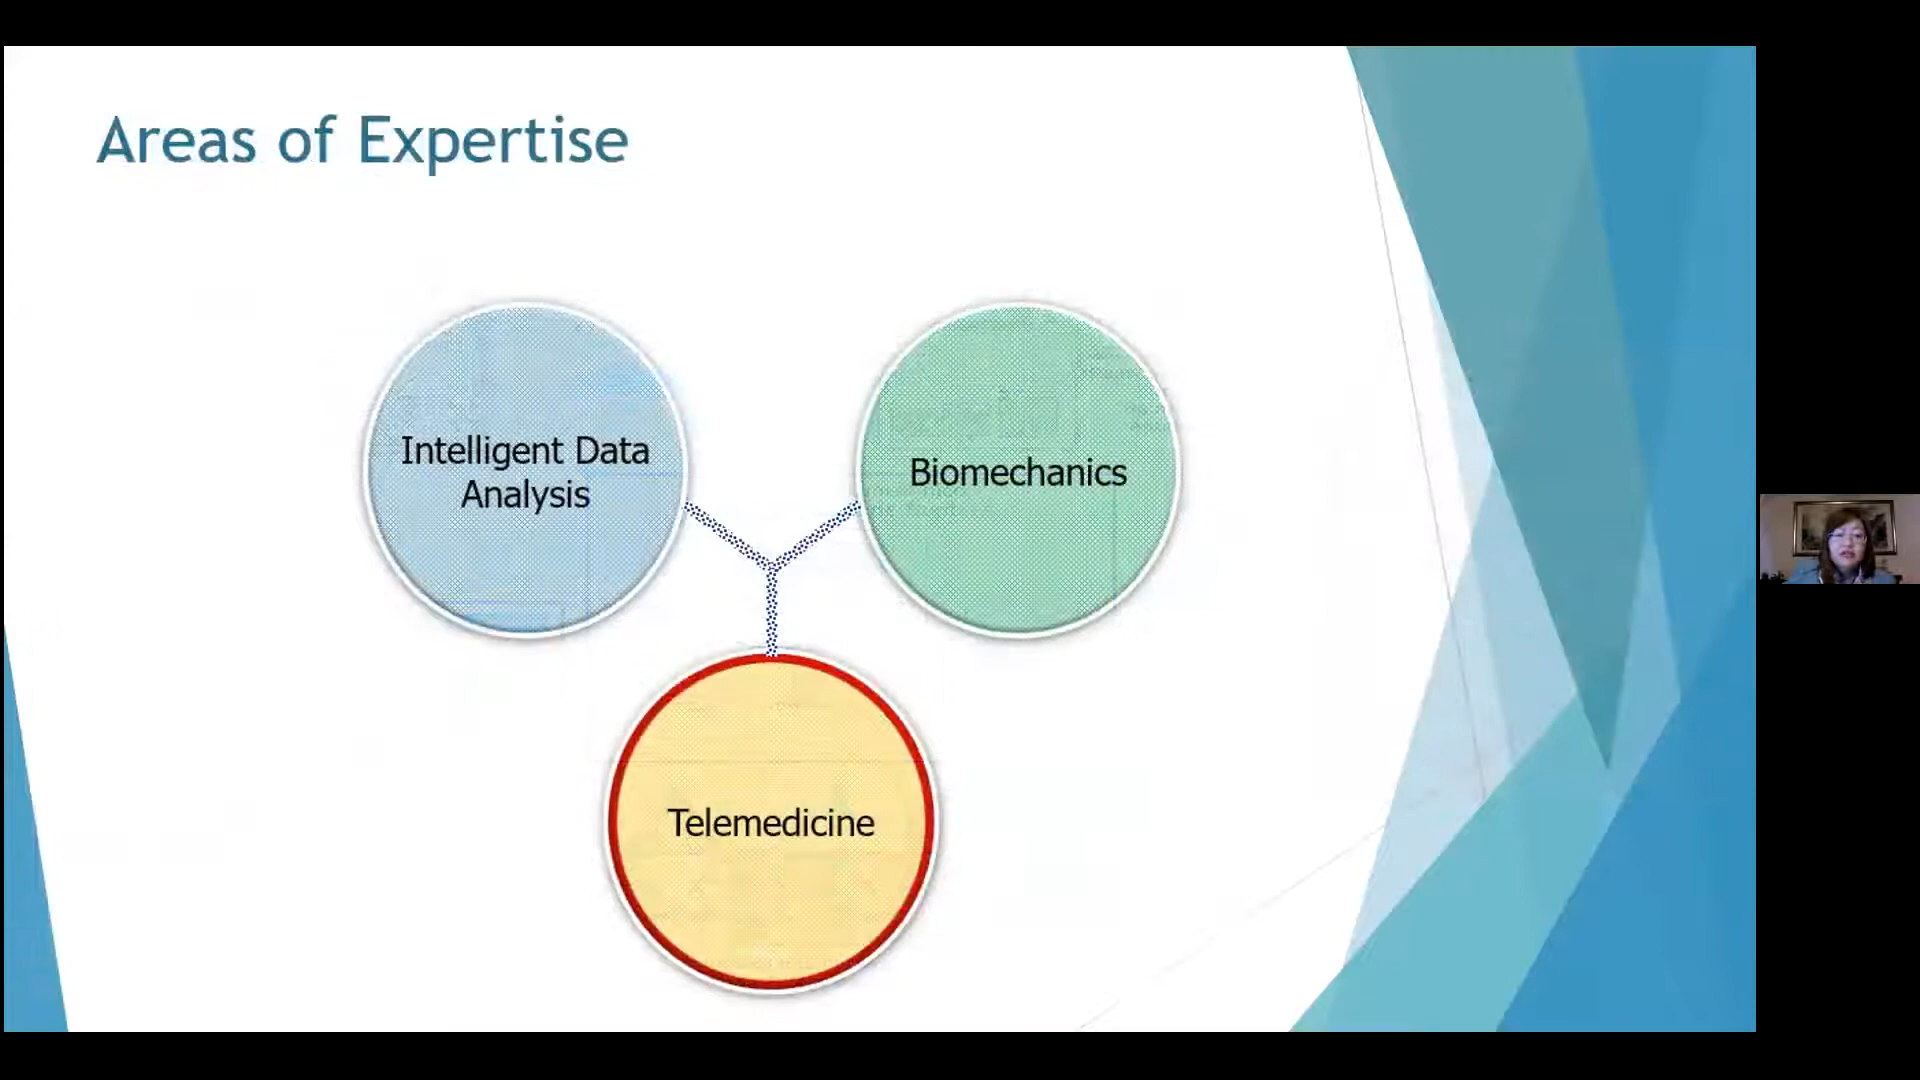 Areas of Expertise
Intelligent Data
Analysis
Biomechanics
Telemedicine